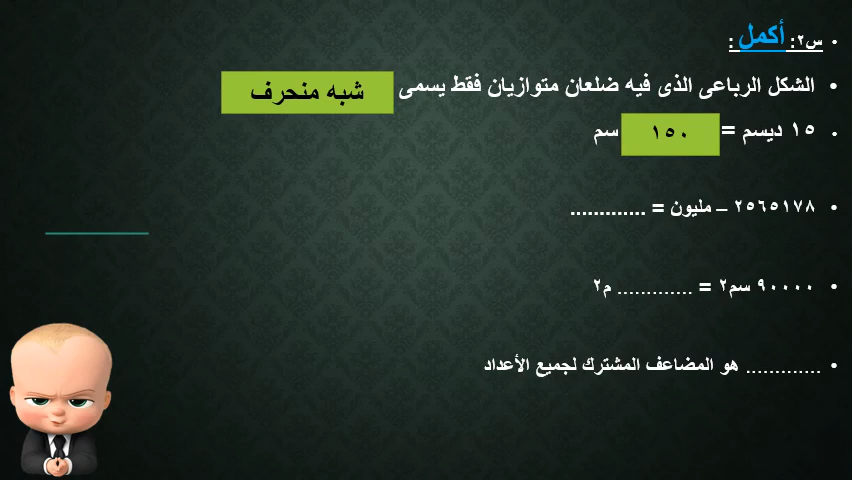 س٢: أكمل :
الشكل الرباعى الذى فيه ضلعان متوازيان فقط يسمى شبه منحرف
١٥ ديسم = ١٥٠ سم
٢٥٦٥١٧٨ – مليون = .............
٩٠٠٠٠ سم٢ = ............. م٢
............. هو المضاعف المشترك لجميع الأعداد